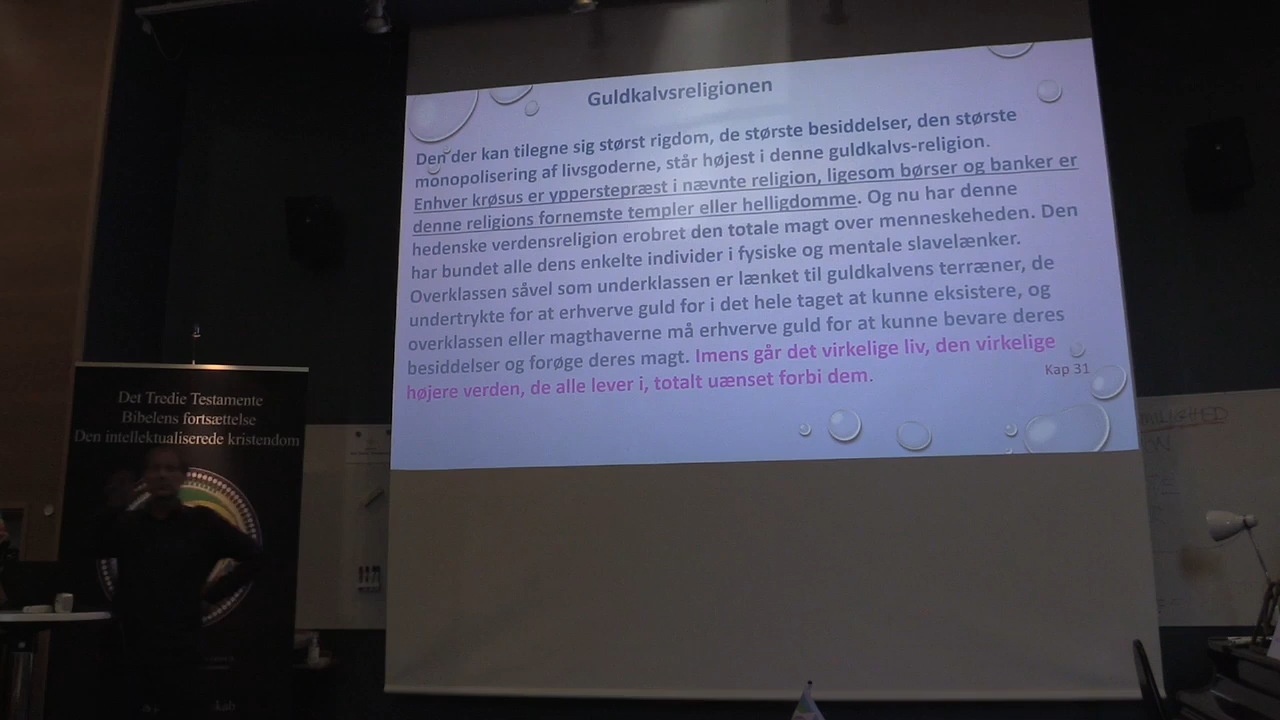 Guldkalvsreligionen
Den der kan tilegne sig størst rigdom, de største besiddelser, den største
monopolisering af livsgoderne, står højest i denne guldkalvs-religion.
Enhver krøsus er ypperstepræst i nævnte religion, ligesom børser og banker er
denne religions fornemste templer eller helligdomme. Og nu har denne
hedenske verdensreligion erobret den totale magt over menneskeheden. Den
har bundet alle dens enkelte individer i fysiske og mentale slavelænker.
Overklassen såvel som underklassen er lænket til guldkalvens terræner, de
undertrykte for at erhverve guld for i det hele taget at kunne eksistere, og
overklassen eller magthaverne må erhverve guld for at kunne bevare deres
besiddelser og forøge deres magt. Imens går det virkelige liv, den virkelige
højere verden, de alle lever i, totalt uænset forbi dem.
Kap 31
Det Tredie Testamente
Bibelens fortsættelse
Den intellektualiserede kristendom